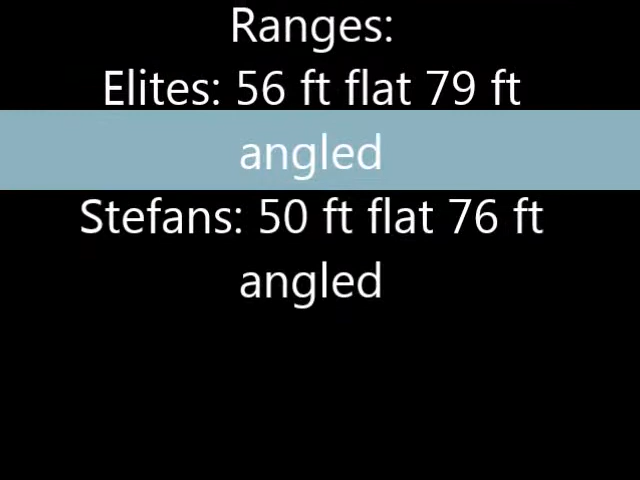 Ranges:
Elites: 56 ft flat 79 ft
angled
Stefans: 50 ft flat 76 ft
angled